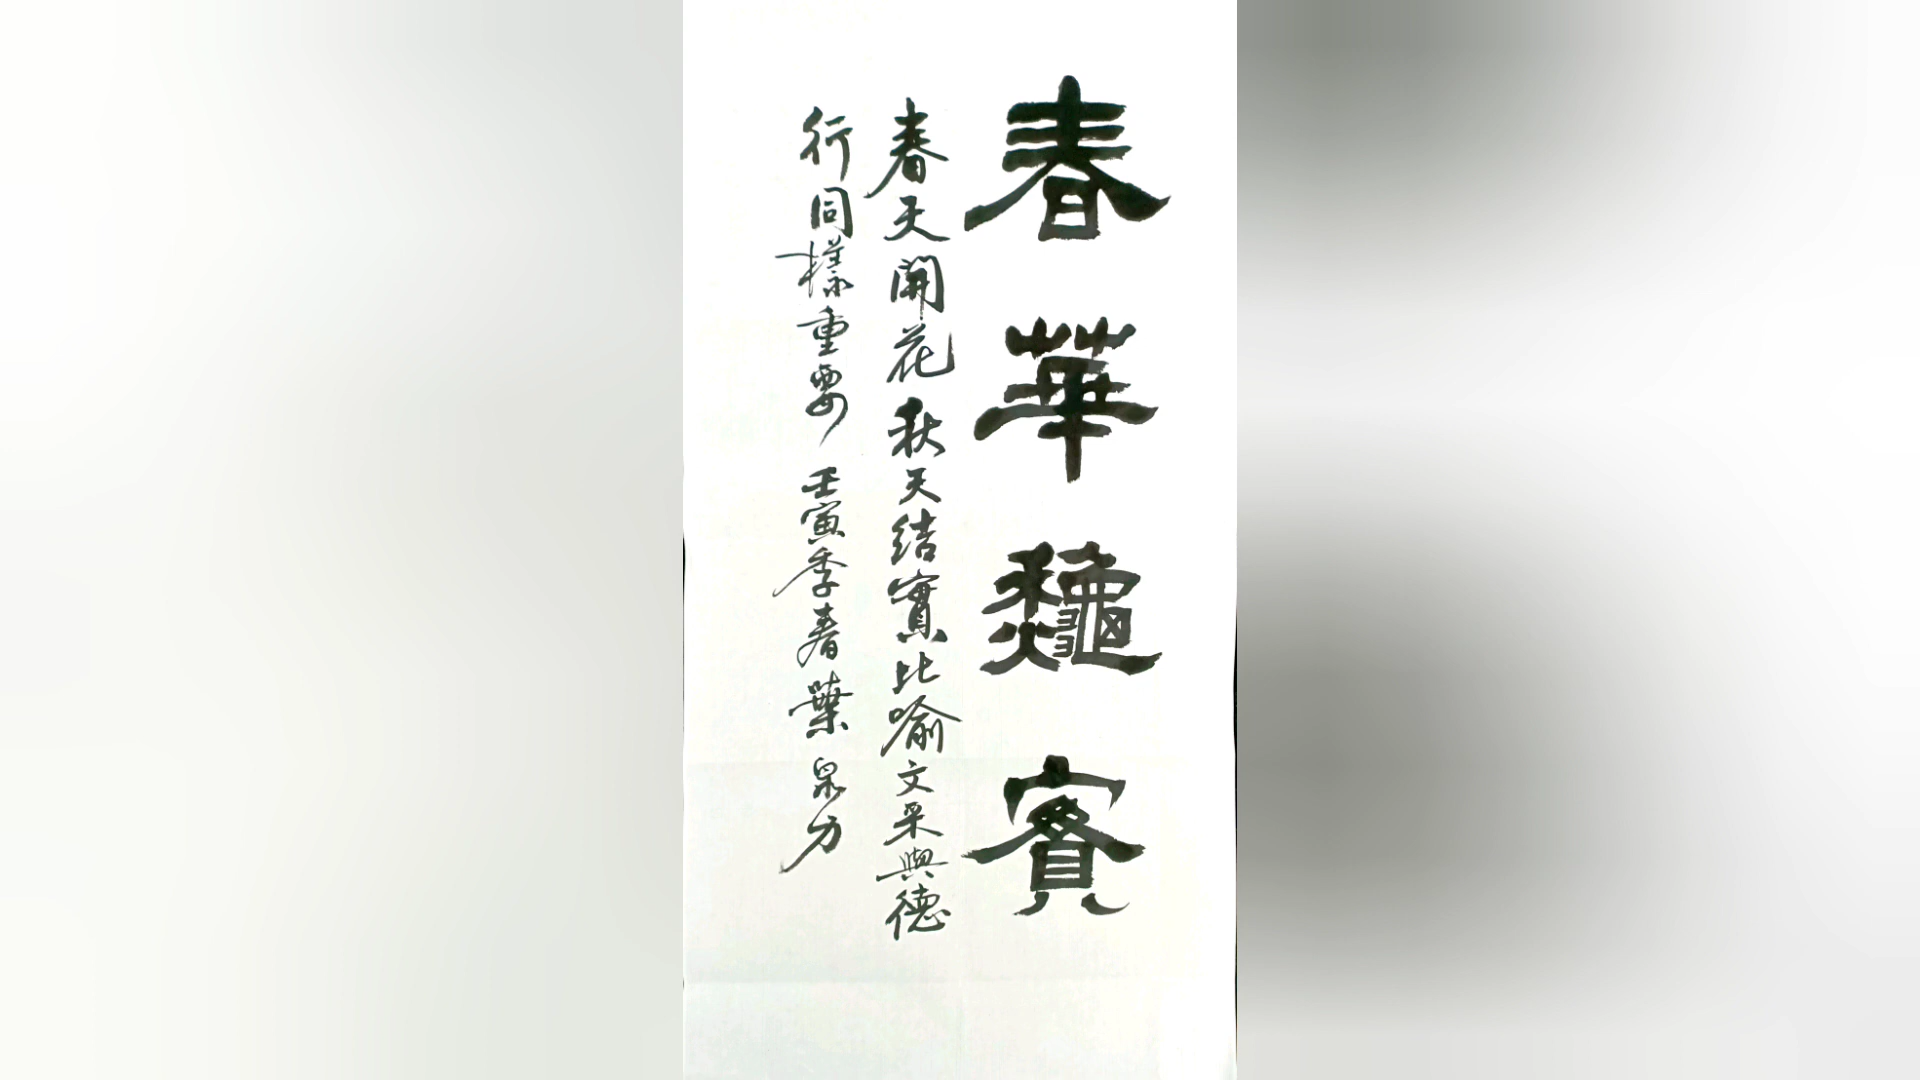 春華龝實
春天開花秋天结實比喻文采與德
行同樣重要 壬寅季春葉泉力